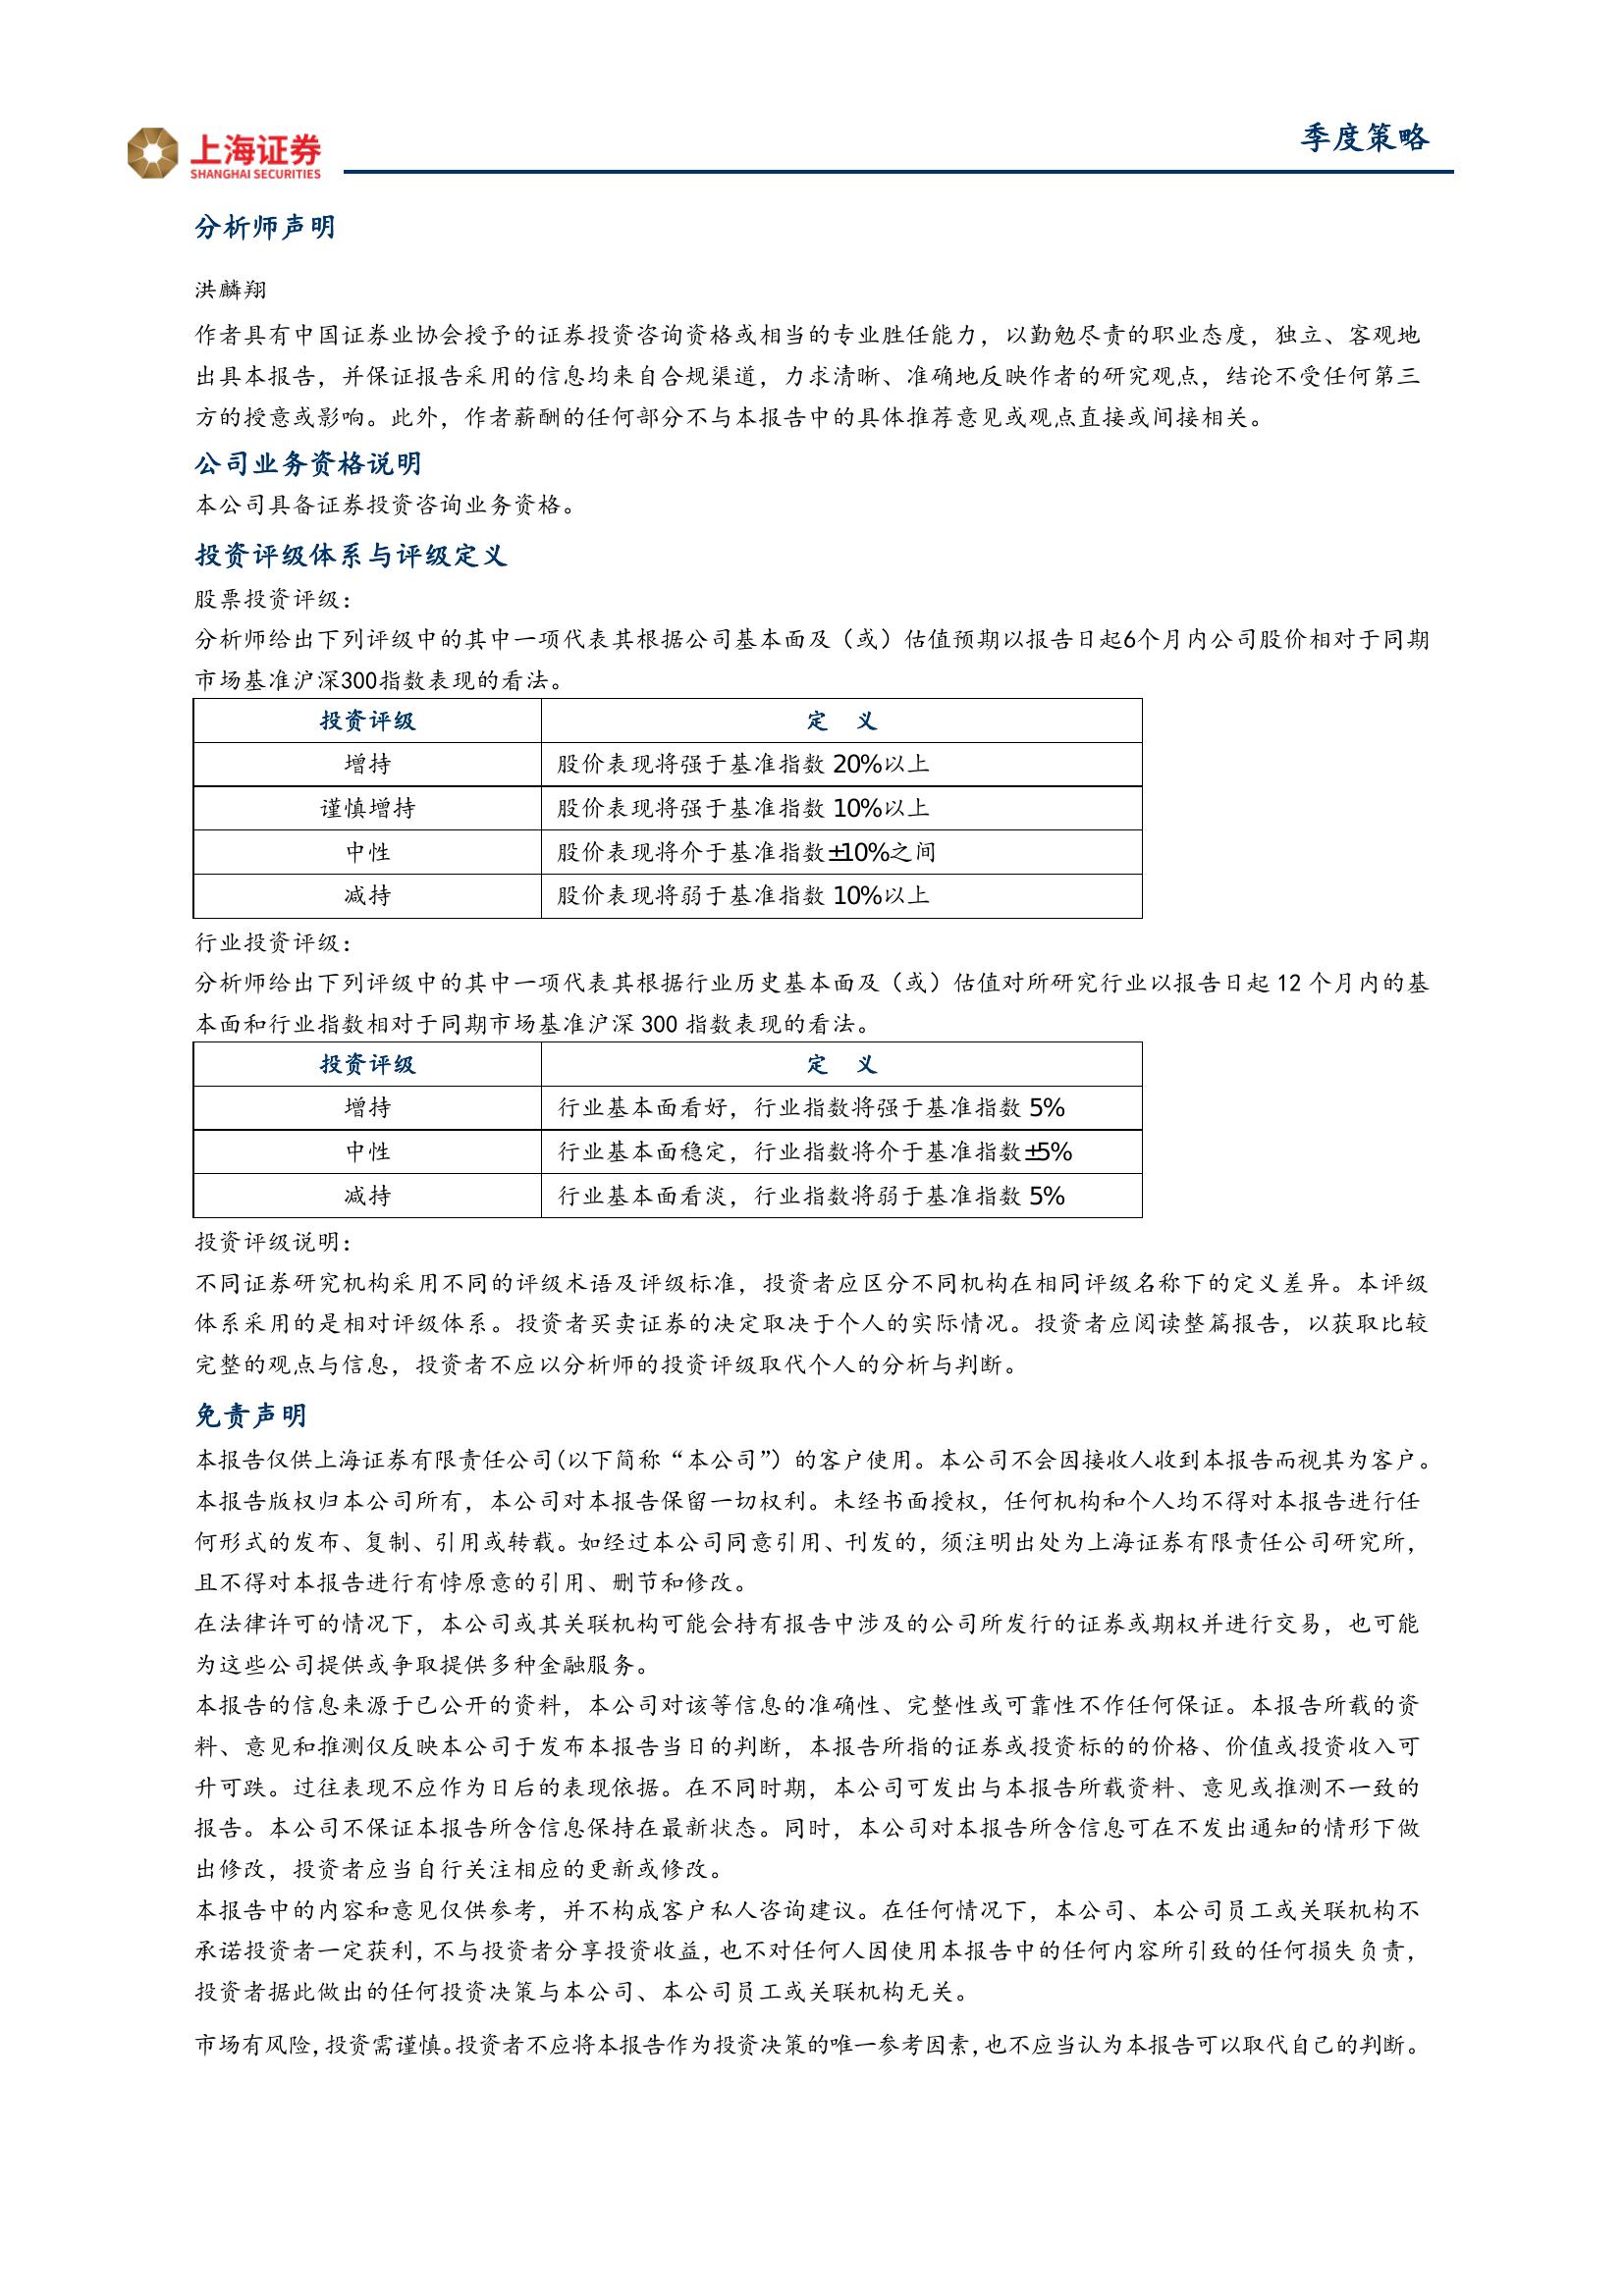 季度策略
上海证券
SHANGHAI SECURITIES
分析师声明
洪麟翔
作者具有中国证券业协会授予的证券投资咨询资格或相当的专业胜任能力，以勤勉尽责的职业态度，独立、客观地
出具本报告，并保证报告采用的信息均来自合规渠道，力求清晰、准确地反映作者的研究观点，结论不受任何第三
方的授意或影响。此外，作者薪酬的任何部分不与本报告中的具体推荐意见或观点直接或间接相关。
公司业务资格说明
本公司具备证券投资咨询业务资格。
投资评级体系与评级定义
股票投资评级：
分析师给出下列评级中的其中一项代表其根据公司基本面及（或）估值预期以报告日起6个月内公司股价相对于同期
市场基准沪深300指数表现的看法。
投资评级 定 义
增持 股价表现将强于基准指数 20%以上
谨慎增持 股价表现将强于基准指数 10%以上
中性 股价表现将介于基准指数±10%之间
减持 股价表现将弱于基准指数 10%以上
行业投资评级：
分析师给出下列评级中的其中一项代表其根据行业历史基本面及（或）估值对所研究行业以报告日起 12 个月内的基
本面和行业指数相对于同期市场基准沪深 300 指数表现的看法。
投资评级 定 义
增持 行业基本面看好，行业指数将强于基准指数 5%
中性 行业基本面稳定，行业指数将介于基准指数±5%
减持 行业基本面看淡，行业指数将弱于基准指数 5%
投资评级说明：
不同证券研究机构采用不同的评级术语及评级标准，投资者应区分不同机构在相同评级名称下的定义差异。本评级
体系采用的是相对评级体系。投资者买卖证券的决定取决于个人的实际情况。投资者应阅读整篇报告，以获取比较
完整的观点与信息，投资者不应以分析师的投资评级取代个人的分析与判断。
免责声明
本报告仅供上海证券有限责任公司(以下简称“本公司”）的客户使用。本公司不会因接收人收到本报告而视其为客户。
本报告版权归本公司所有，本公司对本报告保留一切权利。未经书面授权，任何机构和个人均不得对本报告进行任
何形式的发布、复制、引用或转载。如经过本公司同意引用、刊发的，须注明出处为上海证券有限责任公司研究所，
且不得对本报告进行有悖原意的引用、删节和修改。
在法律许可的情况下，本公司或其关联机构可能会持有报告中涉及的公司所发行的证券或期权并进行交易，也可能
为这些公司提供或争取提供多种金融服务。
本报告的信息来源于已公开的资料，本公司对该等信息的准确性、完整性或可靠性不作任何保证。本报告所载的资
料、意见和推测仅反映本公司于发布本报告当日的判断，本报告所指的证券或投资标的的价格、价值或投资收入可
升可跌。过往表现不应作为日后的表现依据。在不同时期，本公司可发出与本报告所载资料、意见或推测不一致的
报告。本公司不保证本报告所含信息保持在最新状态。同时，本公司对本报告所含信息可在不发出通知的情形下做
出修改，投资者应当自行关注相应的更新或修改。
本报告中的内容和意见仅供参考，并不构成客户私人咨询建议。在任何情况下，本公司、本公司员工或关联机构不
承诺投资者一定获利，不与投资者分享投资收益，也不对任何人因使用本报告中的任何内容所引致的任何损失负责，
投资者据此做出的任何投资决策与本公司、本公司员工或关联机构无关。
市场有风险，投资需谨慎。投资者不应将本报告作为投资决策的唯一参考因素，也不应当认为本报告可以取代自己的判断。